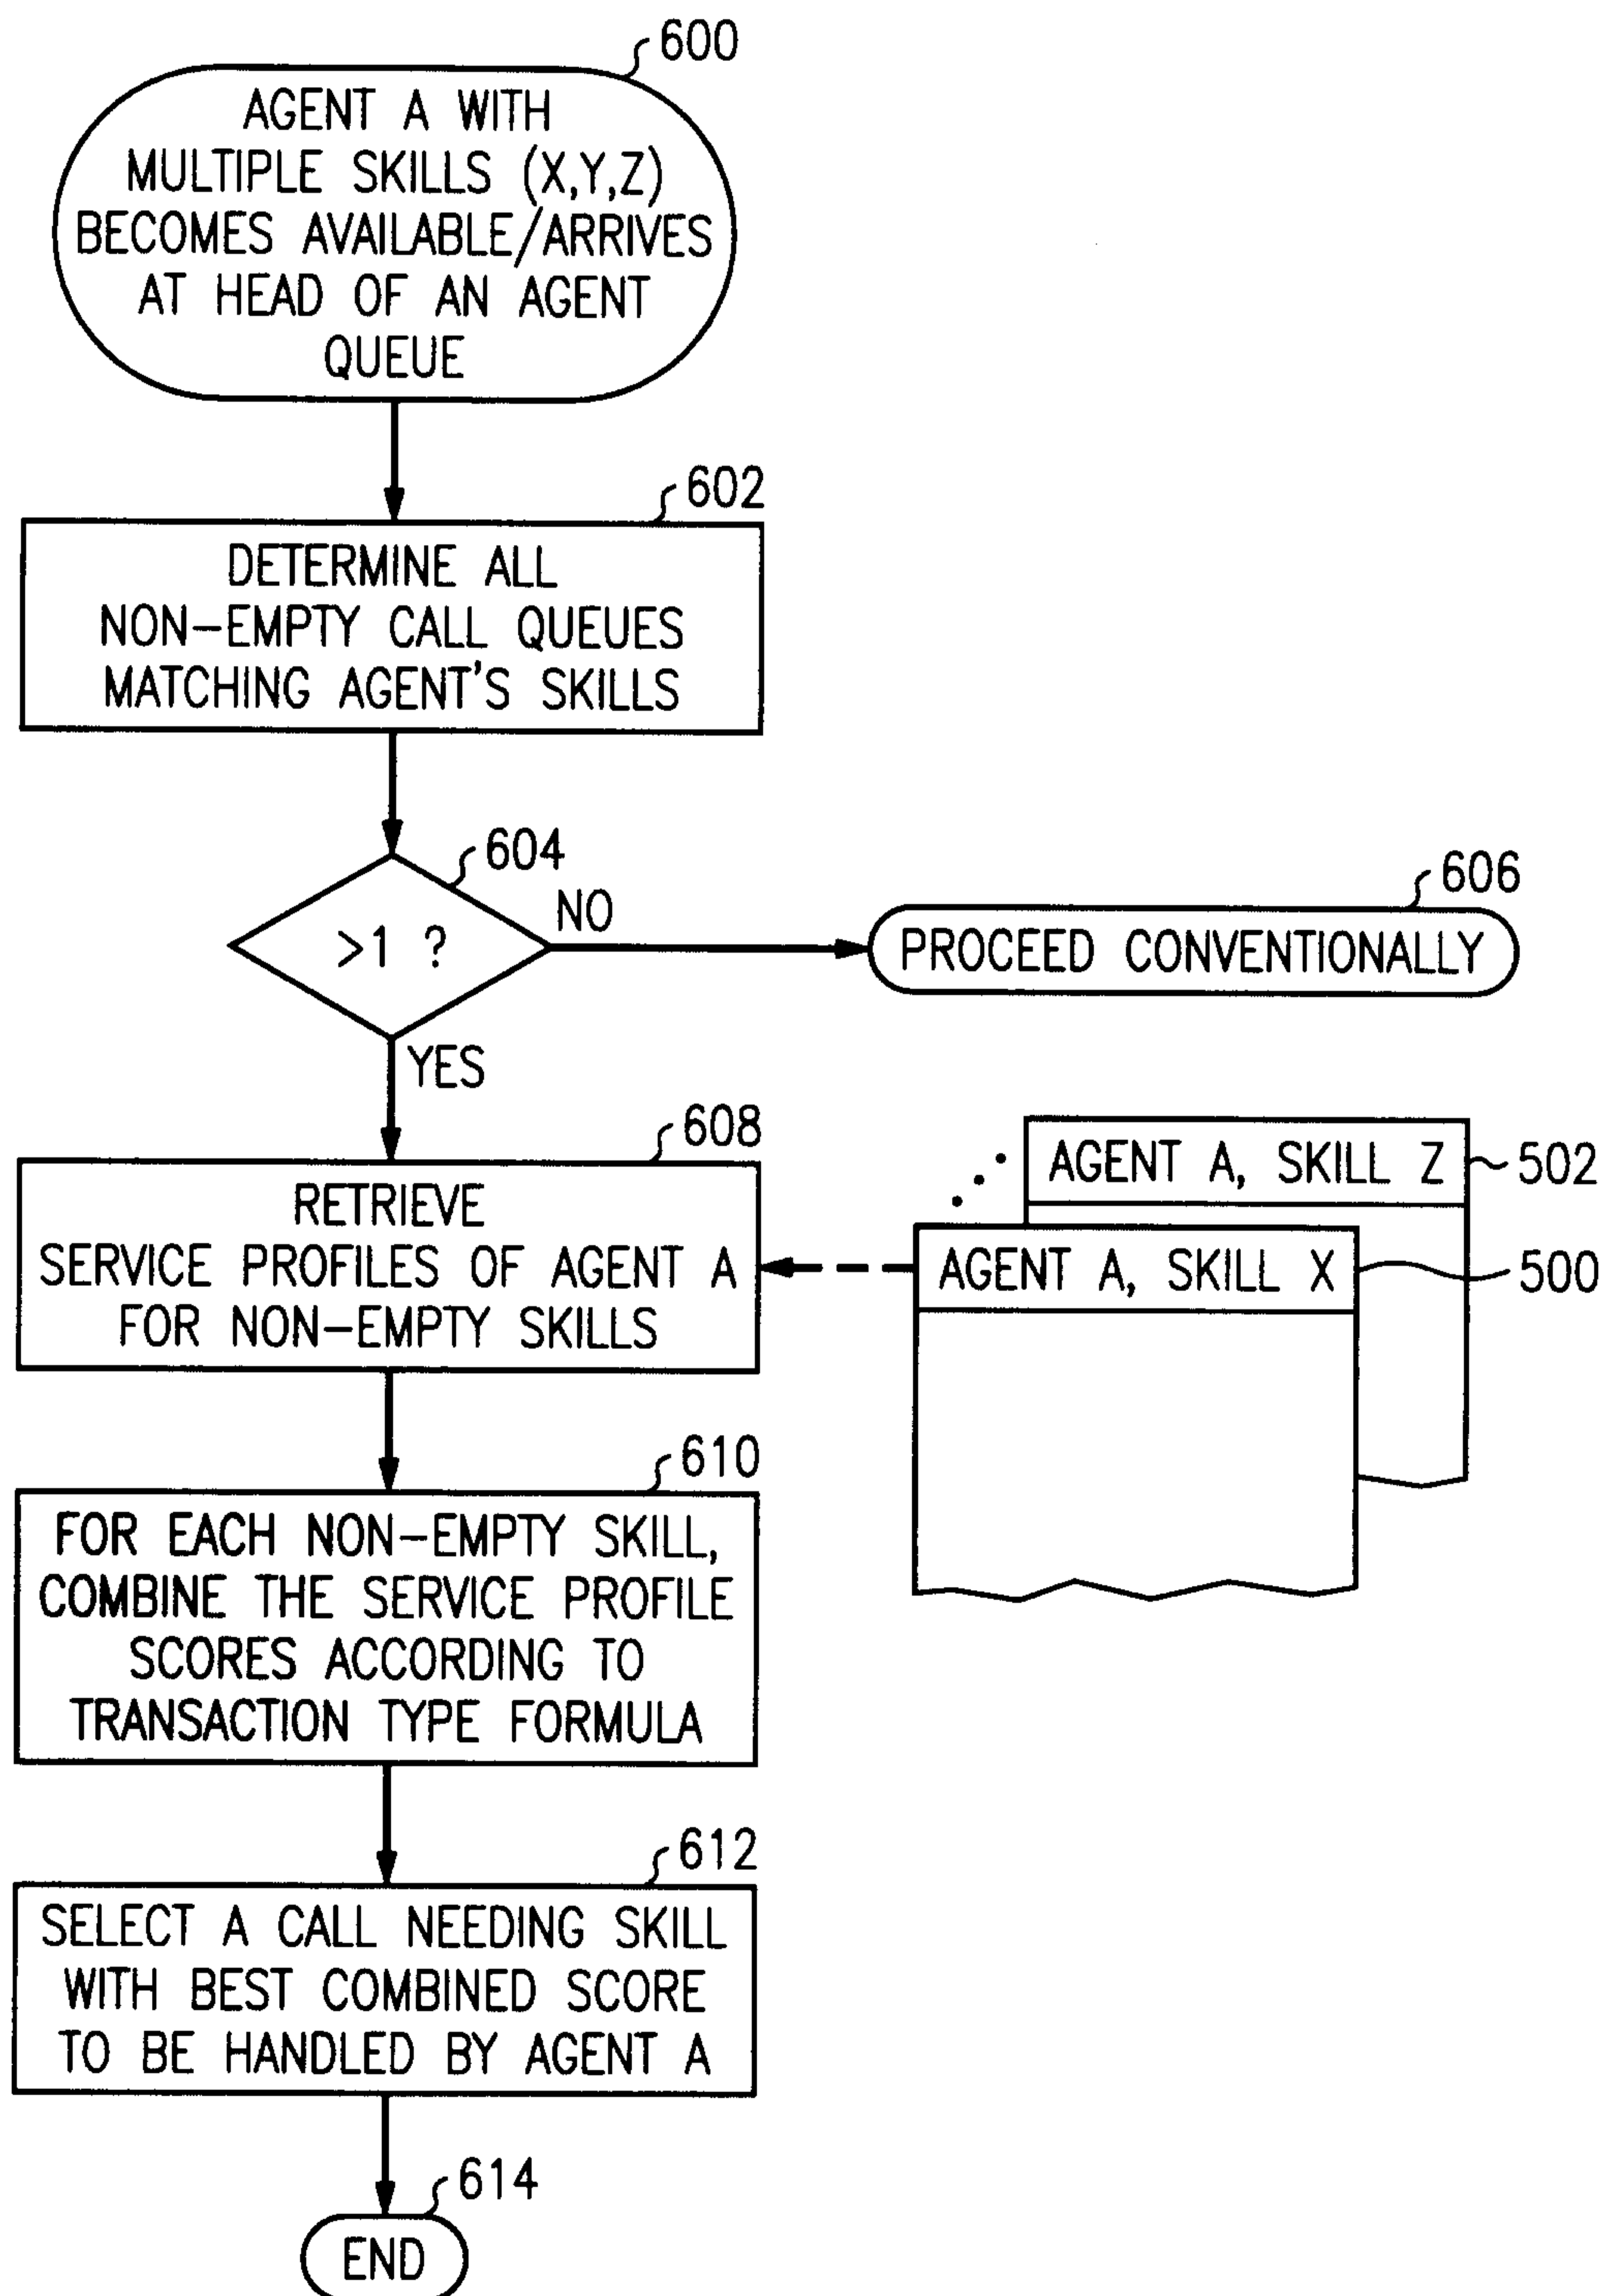 600
AGENT A WITH
MULTIPLE SKILLS (X,Y,Z)
BECOMES AVAILABLE/ARRIVES
AT HEAD OF AN AGENT
QUEUE
602
DETERMINE ALL
NON-EMPTY CALL QUEUES
MATCHING AGENT'S SKILLS
604
>1 ?
NO
606
PROCEED CONVENTIONALLY
YES
608
RETRIEVE
SERVICE PROFILES OF AGENT A
FOR NON-EMPTY SKILLS
AGENT A, SKILL Z
502
AGENT A, SKILL X
500
610
FOR EACH NON-EMPTY SKILL,
COMBINE THE SERVICE PROFILE
SCORES ACCORDING TO
TRANSACTION TYPE FORMULA
612
SELECT A CALL NEEDING SKILL
WITH BEST COMBINED SCORE
TO BE HANDLED BY AGENT A
614
END